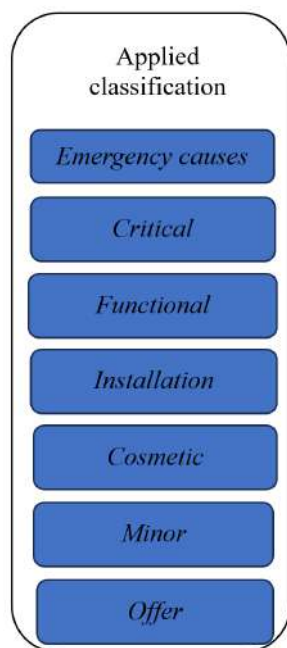 Applied
classification
Emergency causes
Critical
Functional
Installation
Cosmetic
Minor
Offer